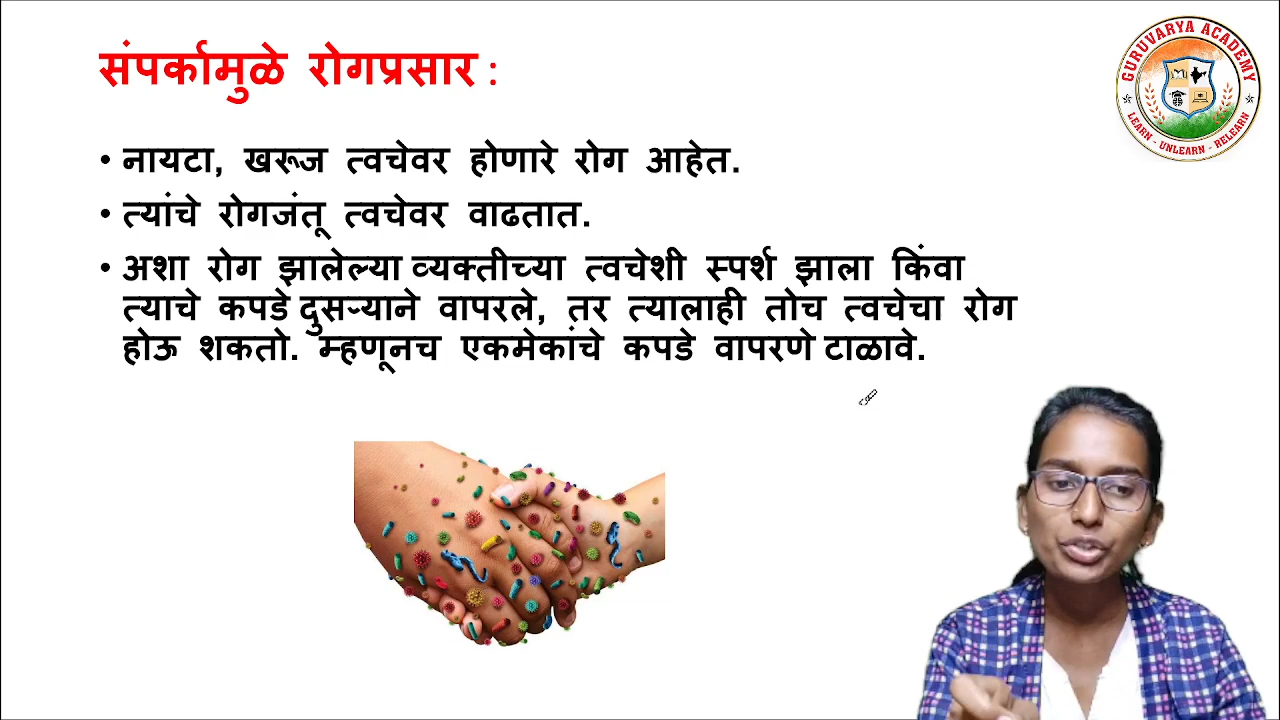 संपर्कामुळे रोगप्रसार :
GURUVARYA ACADEMY
LEARN - UNLEARN - RELEARN
• नायटा, खरूज त्वचेवर होणारे रोग आहेत.
• त्यांचे रोगजंतू त्वचेवर वाढतात.
• अशा रोग झालेल्या व्यक्तीच्या त्वचेशी स्पर्श झाला किंवा
त्याचे कपडे दुसऱ्याने वापरले, तर त्यालाही तोच त्वचेचा रोग
होऊ शकतो. म्हणूनच एकमेकांचे कपडे वापरणे टाळावे.